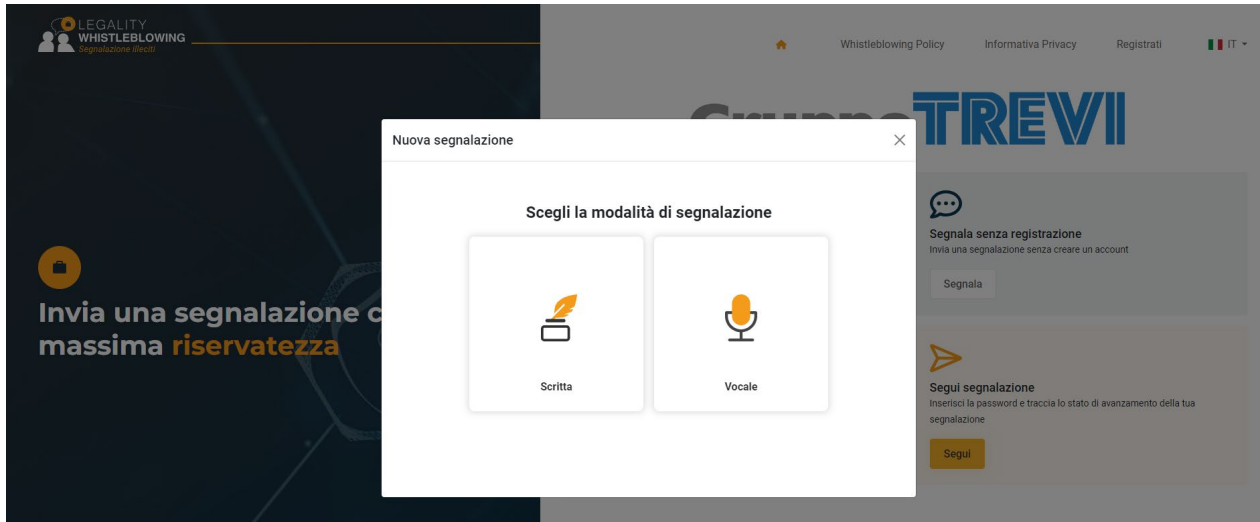 LEGALITY
WHISTLEBLOWING
Segnalazione illeciti
Whistleblowing Policy
Informativa Privacy
Registrati
IT
Gruppo TREVI
Nuova segnalazione
Scegli la modalità di segnalazione
Scritta
Vocale
Invia una segnalazione c
massima riservatezza
Segnala senza registrazione
Invia una segnalazione senza creare un account
Segnala
Segui segnalazione
Inserisci la password e traccia lo stato di avanzamento della tua
segnalazione
Segui